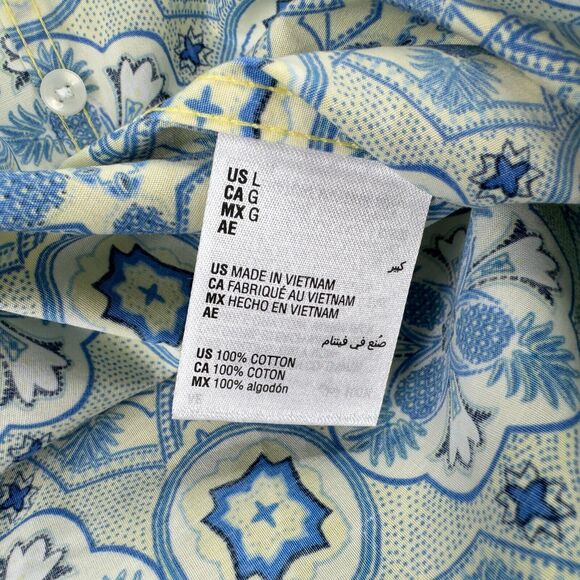 US L
CA G
MX G
AE كبير
US MADE IN VIETNAM
CA FABRIQUÉ AU VIETNAM
MX HECHO EN VIETNAM
AE صُنع في فيتنام
US 100% COTTON
CA 100% COTON
MX 100% algodón